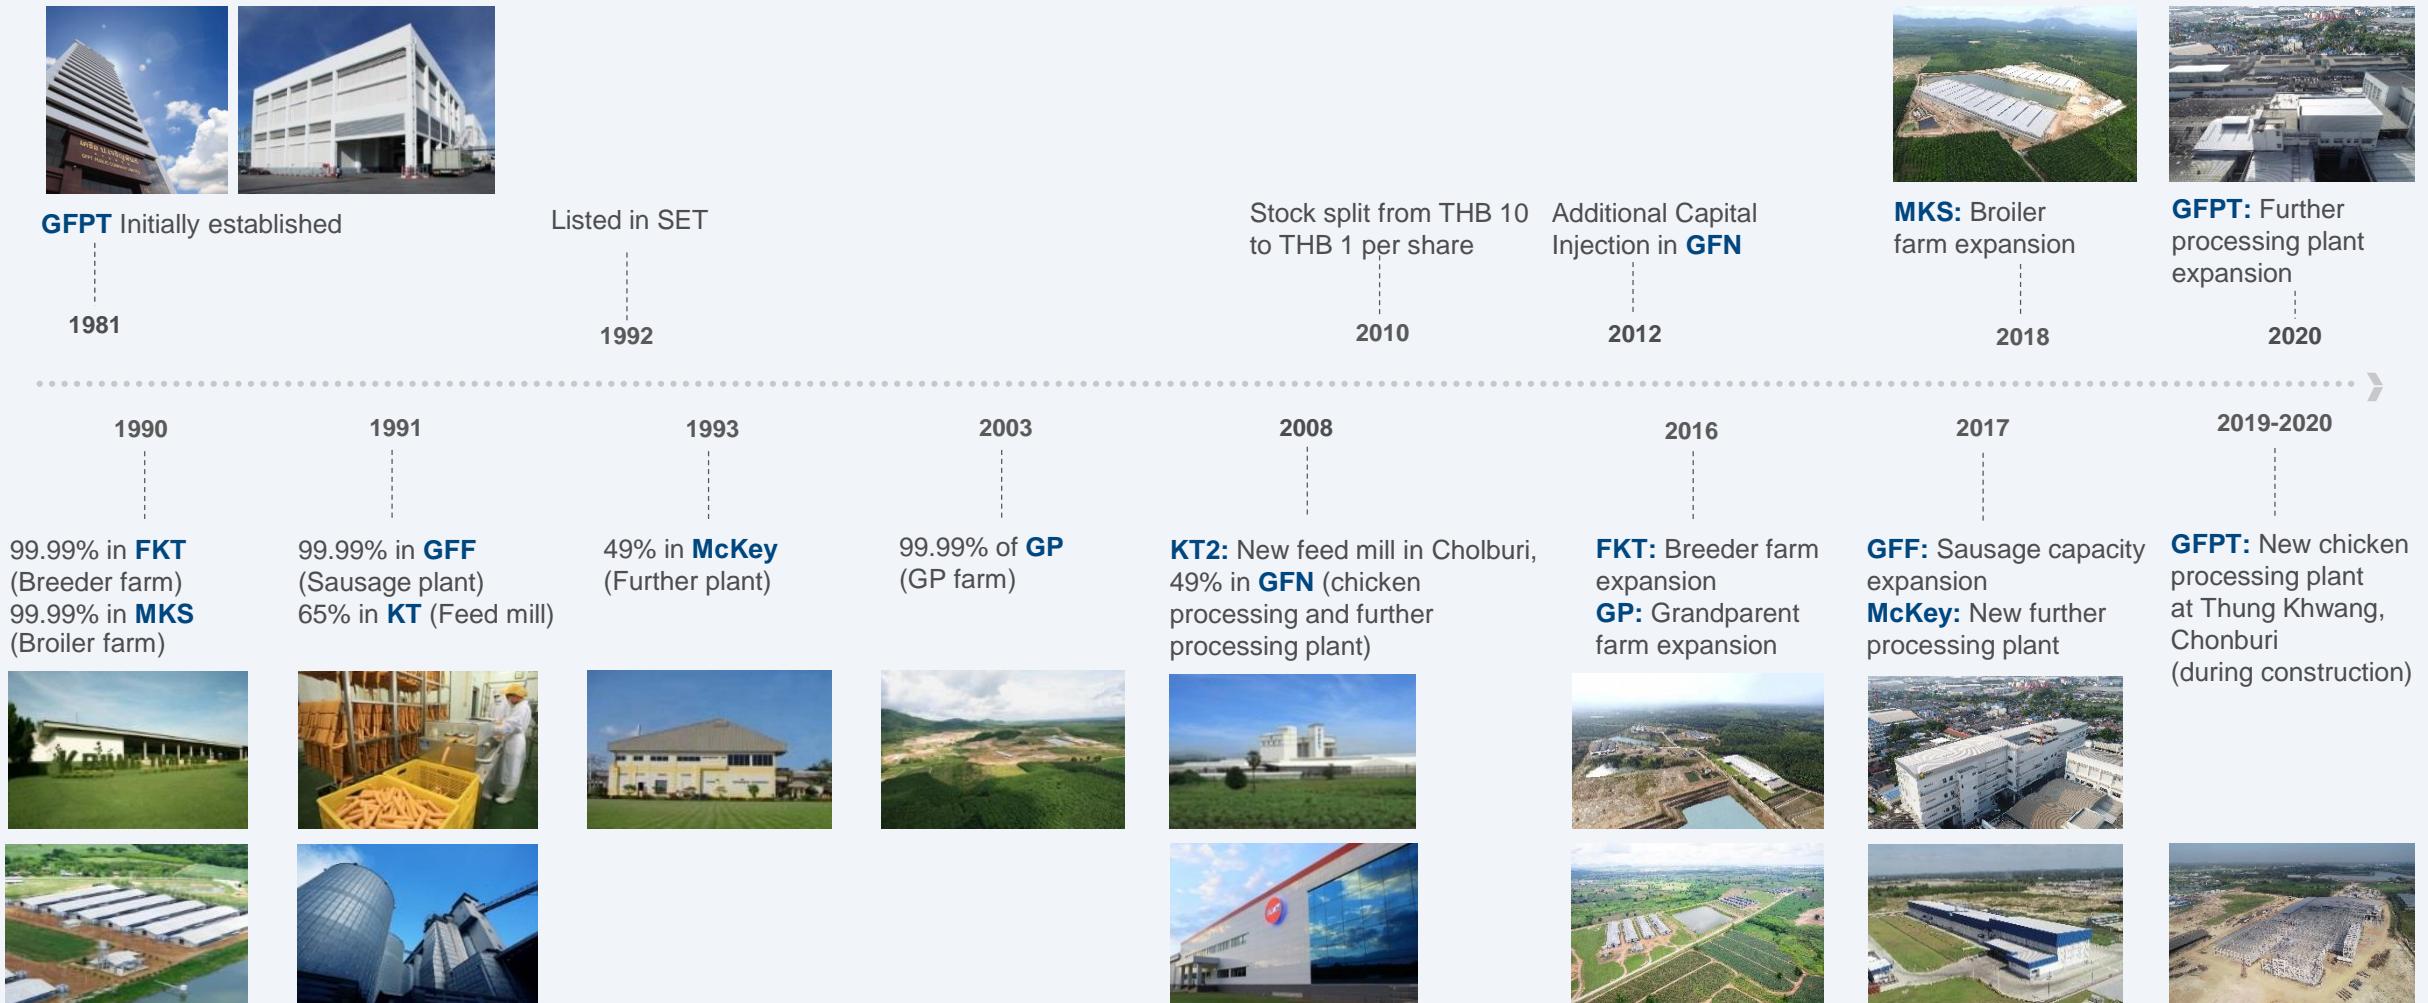 GFPT Initially established
1981
Listed in SET
1992
Stock split from THB 10
to THB 1 per share
2010
Additional Capital
Injection in GFN
2012
MKS: Broiler
farm expansion
2018
GFPT: Further
processing plant
expansion
2020
1990
99.99% in FKT
(Breeder farm)
99.99% in MKS
(Broiler farm)
1991
99.99% in GFF
(Sausage plant)
65% in KT (Feed mill)
1993
49% in McKey
(Further plant)
2003
99.99% of GP
(GP farm)
2008
KT2: New feed mill in Cholburi,
49% in GFN (chicken
processing and further
processing plant)
2016
FKT: Breeder farm
expansion
GP: Grandparent
farm expansion
2017
GFF: Sausage capacity
expansion
McKey: New further
processing plant
2019-2020
GFPT: New chicken
processing plant
at Thung Khwang,
Chonburi
(during construction)